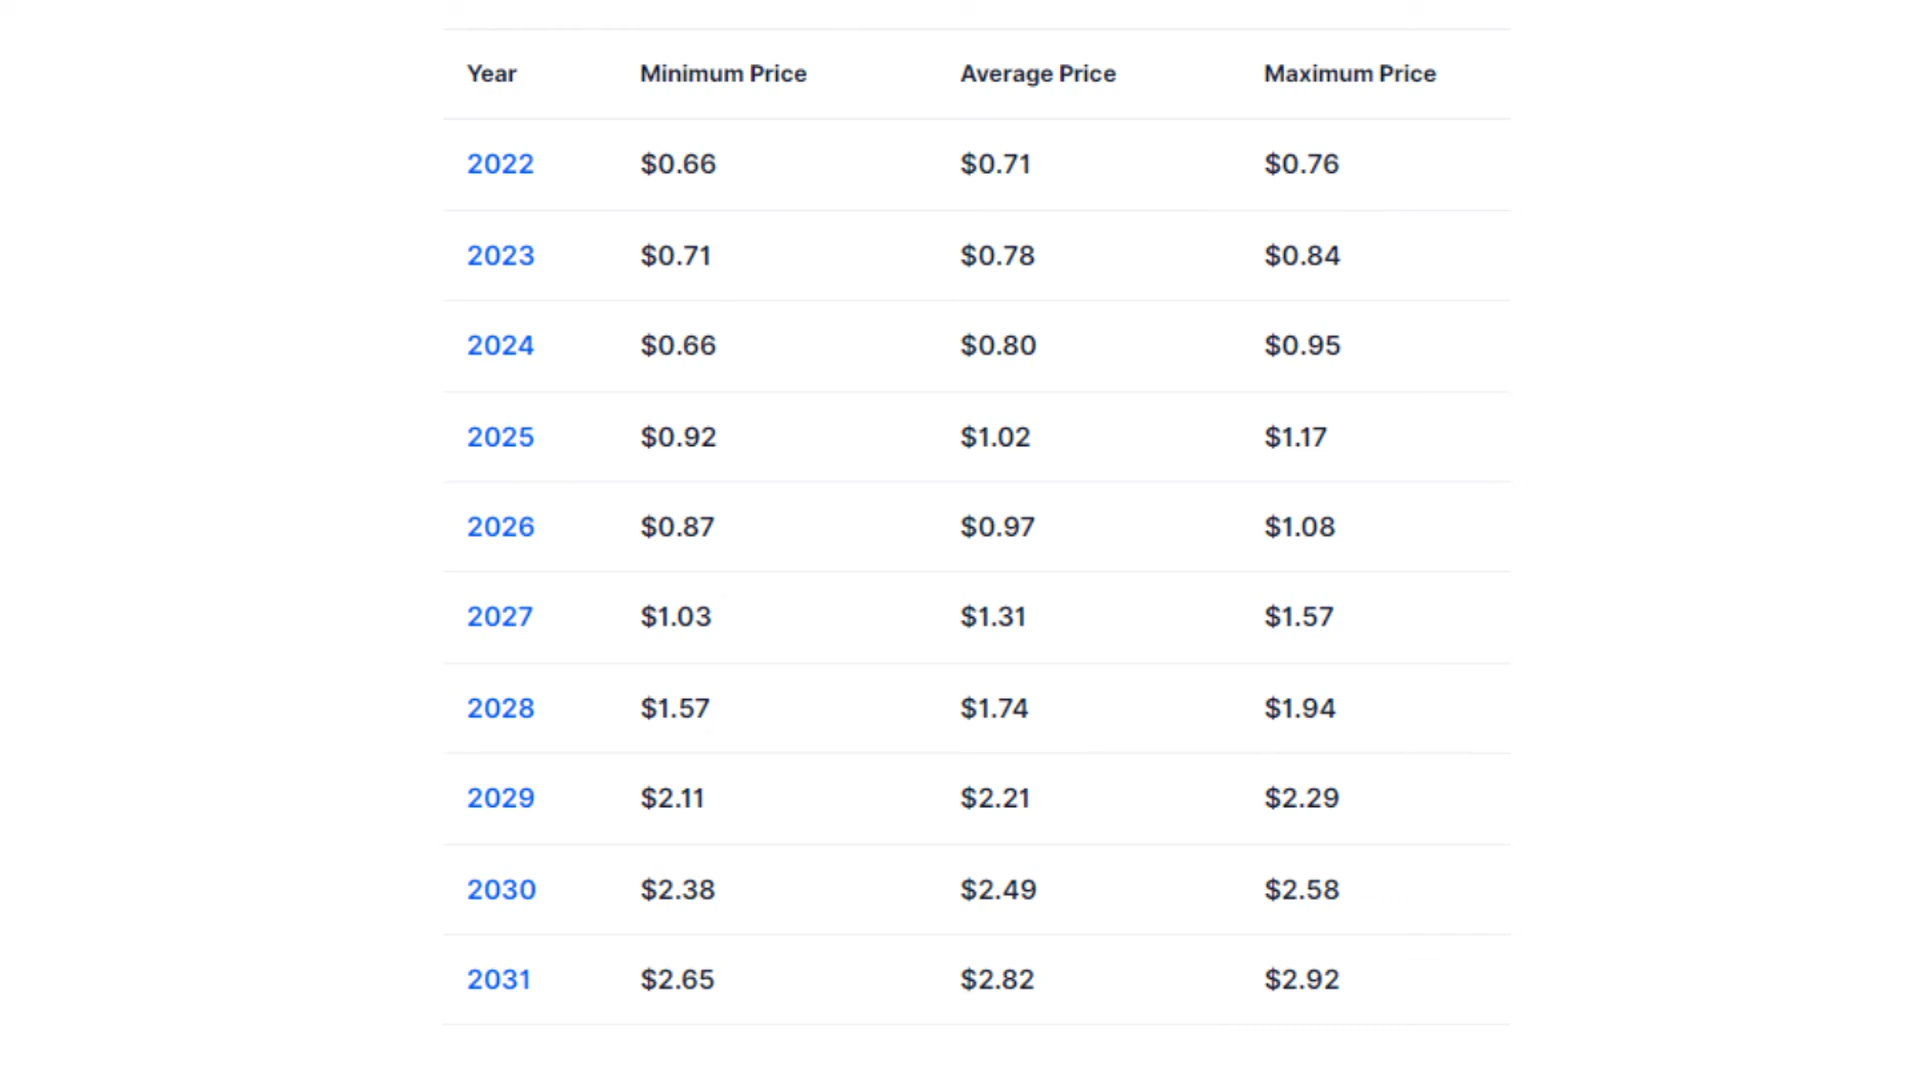 Year Minimum Price Average Price Maximum Price
2022 $0.66 $0.71 $0.76
2023 $0.71 $0.78 $0.84
2024 $0.66 $0.80 $0.95
2025 $0.92 $1.02 $1.17
2026 $0.87 $0.97 $1.08
2027 $1.03 $1.31 $1.57
2028 $1.57 $1.74 $1.94
2029 $2.11 $2.21 $2.29
2030 $2.38 $2.49 $2.58
2031 $2.65 $2.82 $2.92